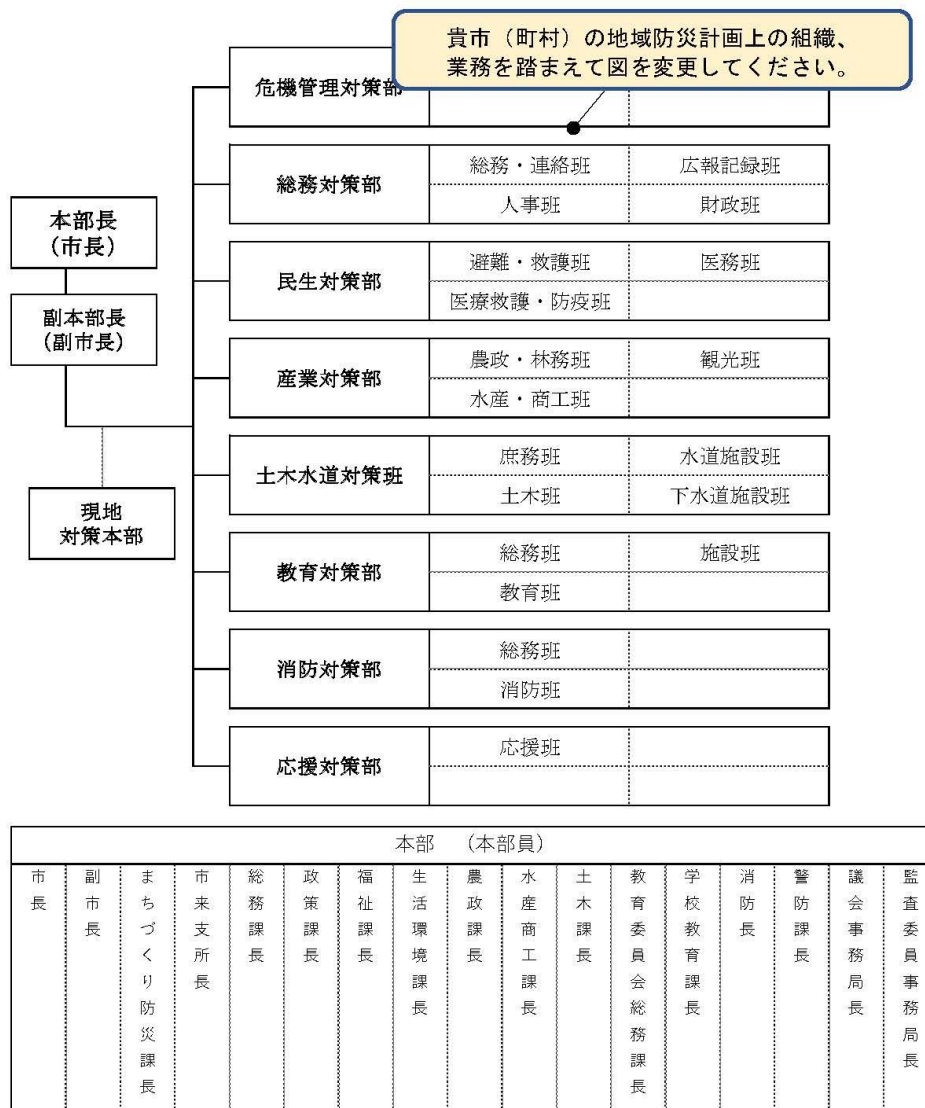 貴市（町村）の地域防災計画上の組織、
業務を踏まえて図を変更してください。
危機管理対策部
総務対策部
総務・連絡班
広報記録班
人事班
財政班
本部長
（市長）
副本部長
(副市長)
現地
対策本部
民生対策部
避難・救護班
医務班
医療救護・防疫班
産業対策部
農政・林務班
観光班
水産・商工班
土木水道対策班
庶務班
水道施設班
土木班
下水道施設班
教育対策部
総務班
施設班
教育班
消防対策部
総務班
消防班
応援対策部
応援班
本部　（本部員）
市長
副市長
まちづくり防災課長
市来支所長
総務課長
政策課長
福祉課長
生活環境課長
農政課長
水産商工課長
土木課長
教育委員会総務課長
学校教育課長
消防長
警防課長
議会事務局長
監査委員事務局長